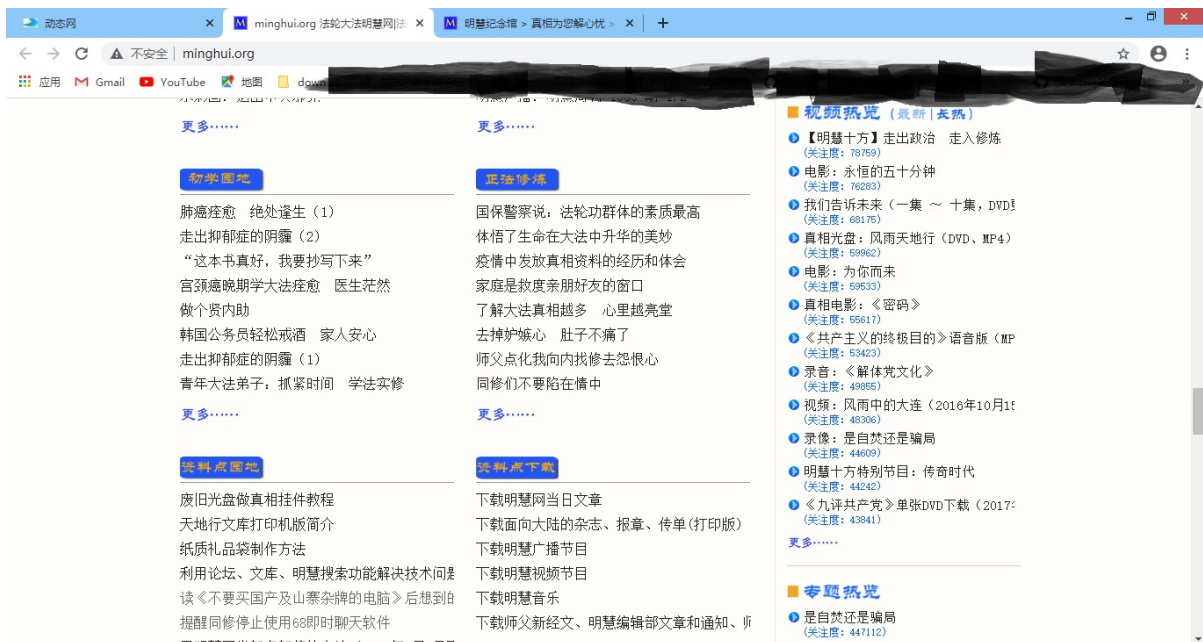 动态网
minghui.org 法轮大法明慧网|法
明慧纪念馆 > 真相为您解心忧 >
不安全 | minghui.org
应用 Gmail YouTube 地图 down
更多……
更多……
初学园地
肺癌痊愈 绝处逢生（1）
走出抑郁症的阴霾（2）
“这本书真好，我要抄写下来”
宫颈癌晚期学大法痊愈 医生茫然
做个贤内助
韩国公务员轻松戒酒 家人安心
走出抑郁症的阴霾（1）
青年大法弟子：抓紧时间 学法实修
更多……
正法修炼
国保警察说：法轮功群体的素质最高
体悟了生命在大法中升华的美妙
疫情中发放真相资料的经历和体会
家庭是救度亲朋好友的窗口
了解大法真相越多 心里越亮堂
去掉妒嫉心 肚子不痛了
师父点化我向内找修去怨恨心
同修们不要陷在情中
更多……
资料点园地
废旧光盘做真相挂件教程
天地行文库打印机版简介
纸质礼品袋制作方法
利用论坛、文库、明慧搜索功能解决技术问题
读《不要买国产及山寨杂牌的电脑》后想到的
提醒同修停止使用68即时聊天软件
资料点下载
下载明慧网当日文章
下载面向大陆的杂志、报章、传单(打印版)
下载明慧广播节目
下载明慧视频节目
下载明慧音乐
下载师父新经文、明慧编辑部文章和通知、师
视频热览（最新|长热）
【明慧十方】走出政治 走入修炼
(关注度: 78759)
电影：永恒的五十分钟
(关注度: 76283)
我们告诉未来（一集 ～ 十集，DVD
(关注度: 68175)
真相光盘：风雨天地行（DVD、MP4）
(关注度: 59962)
电影：为你而来
(关注度: 59533)
真相电影：《密码》
(关注度: 55617)
《共产主义的终极目的》语音版（MP
(关注度: 53423)
录音：《解体党文化》
(关注度: 49855)
视频：风雨中的大连（2016年10月15
(关注度: 48306)
录像：是自焚还是骗局
(关注度: 44609)
明慧十方特别节目：传奇时代
(关注度: 44242)
《九评共产党》单张DVD下载（2017
(关注度: 43841)
更多……
专题热览
是自焚还是骗局
(关注度: 447112)